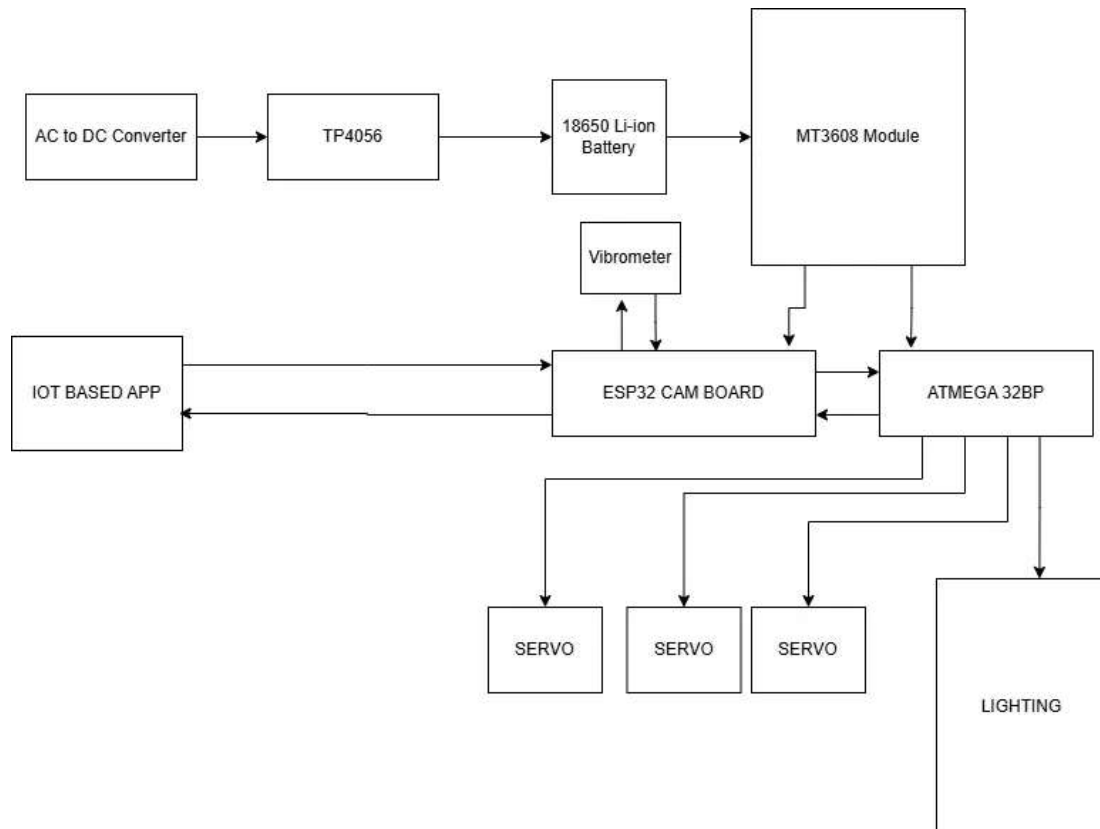 AC to DC Converter
TP4056
18650 Li-ion
Battery
MT3608 Module
Vibrometer
IOT BASED APP
ESP32 CAM BOARD
ATMEGA 32BP
SERVO
SERVO
SERVO
LIGHTING